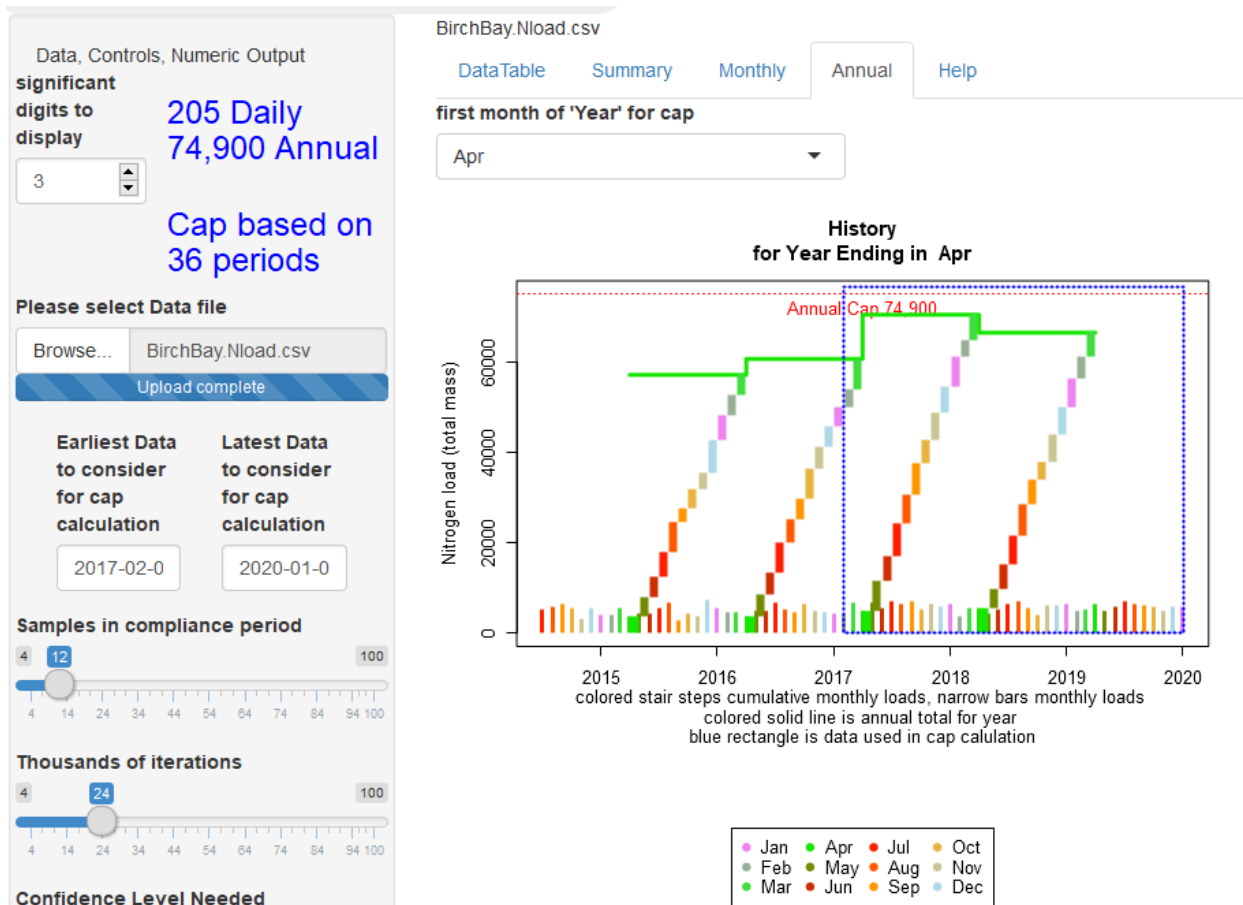 Data, Controls, Numeric Output
significant
digits to
display
3
205 Daily
74,900 Annual
Cap based on
36 periods
Please select Data file
Browse... BirchBay.Nload.csv
Upload complete
Earliest Data
to consider
for cap
calculation
2017-02-0
Latest Data
to consider
for cap
calculation
2020-01-0
Samples in compliance period
4 12 100
4 14 24 34 44 54 64 74 84 94 100
Thousands of iterations
4 24 100
4 14 24 34 44 54 64 74 84 94 100
Confidence Level Needed
BirchBay.Nload.csv
DataTable Summary Monthly Annual Help
first month of 'Year' for cap
Apr
History
for Year Ending in Apr
Annual Cap 74,900
Nitrogen load (total mass)
60000
40000
20000
0
2015 2016 2017 2018 2019 2020
colored stair steps cumulative monthly loads, narrow bars monthly loads
colored solid line is annual total for year
blue rectangle is data used in cap calulation
Jan Apr Jul Oct
Feb May Aug Nov
Mar Jun Sep Dec